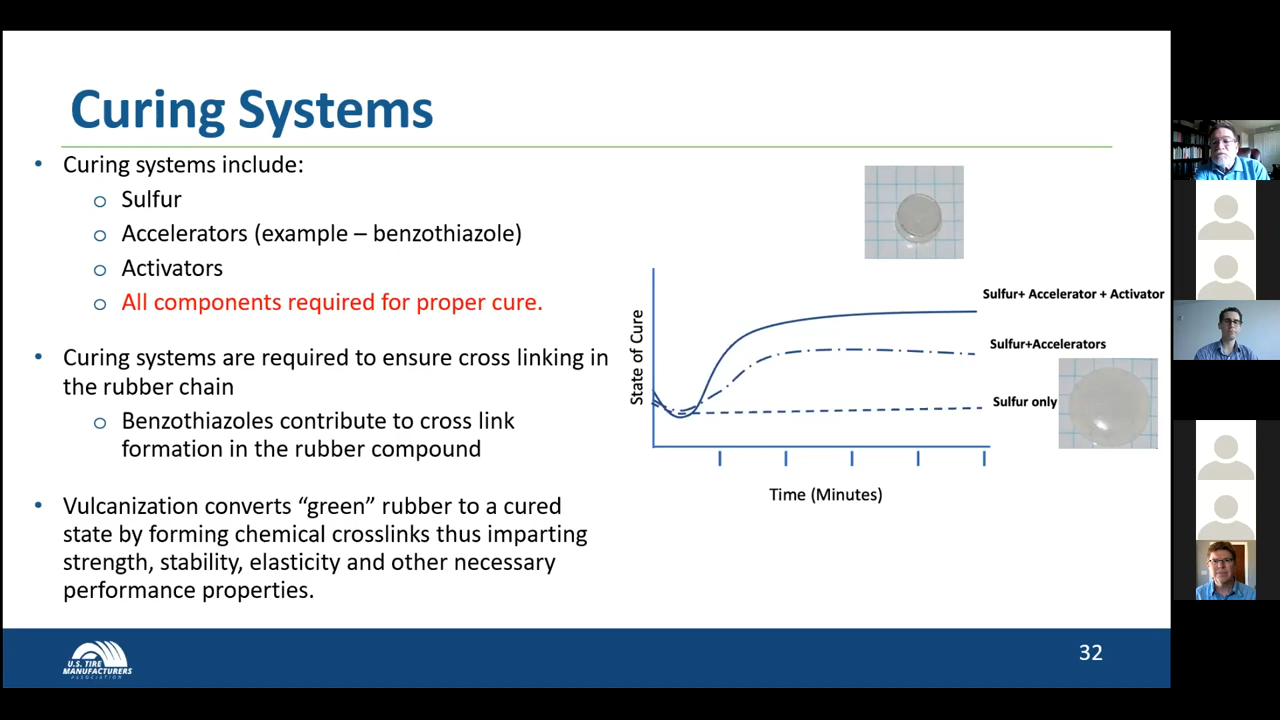 Curing Systems
• Curing systems include:
o Sulfur
o Accelerators (example – benzothiazole)
o Activators
o All components required for proper cure.
• Curing systems are required to ensure cross linking in
the rubber chain
o Benzothiazoles contribute to cross link
formation in the rubber compound
• Vulcanization converts “green” rubber to a cured
state by forming chemical crosslinks thus imparting
strength, stability, elasticity and other necessary
performance properties.
State of Cure
Sulfur+ Accelerator + Activator
Sulfur+Accelerators
Sulfur only
Time (Minutes)
U.S. TIRE
MANUFACTURERS
ASSOCIATION
32